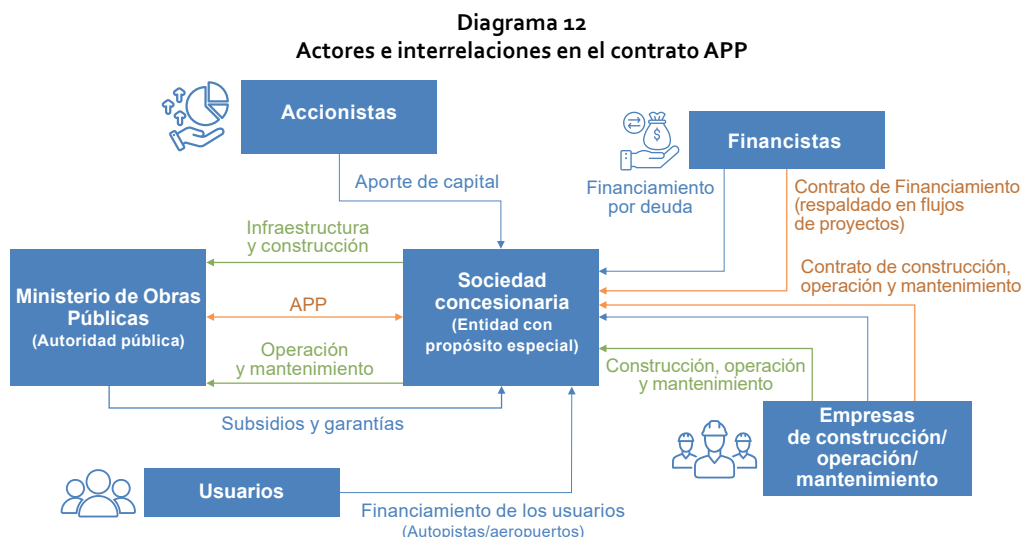 Diagrama 12
Actores e interrelaciones en el contrato APP
Accionistas
Financistas
Aporte de capital
Financiamiento
por deuda
Contrato de Financiamiento
(respaldado en flujos
de proyectos)
Infraestructura
y construcción
Contrato de construcción,
operación y mantenimiento
Ministerio de Obras
Públicas
(Autoridad pública)
APP
Sociedad
concesionaria
(Entidad con
propósito especial)
Operación
y mantenimiento
Construcción, operación
y mantenimiento
Subsidios y garantías
Empresas
de construcción/
operación/
mantenimiento
Usuarios
Financiamiento de los usuarios
(Autopistas/aeropuertos)